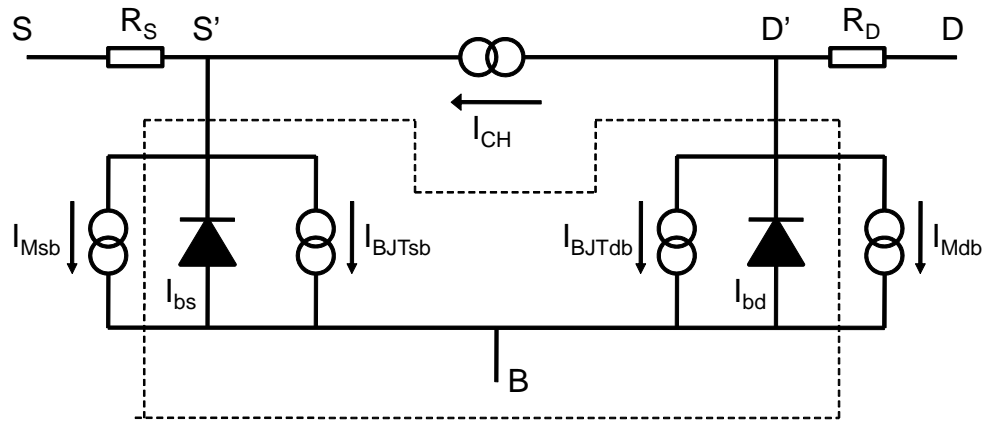 S R_S S’ D’ R_D D
I_CH
I_Msb I_BJTsb I_BJTdb I_Mdb
I_bs I_bd
B